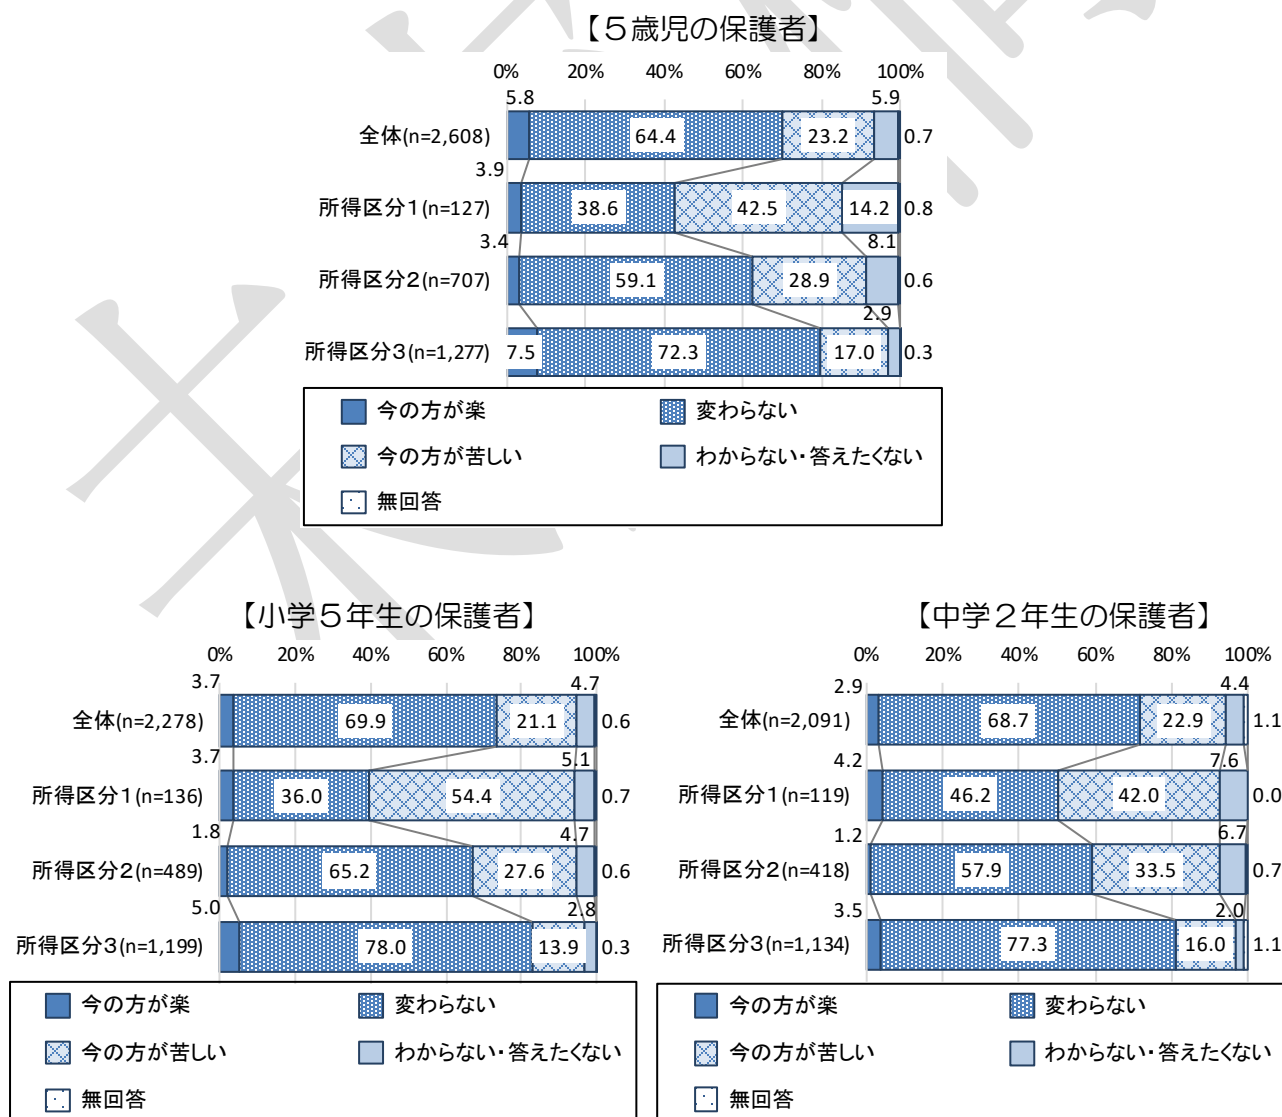 【５歳児の保護者】
0% 20% 40% 60% 80% 100%
5.8 5.9
全体(n=2,608) 64.4 23.2 0.7
3.9
所得区分1(n=127) 38.6 42.5 14.2 0.8
3.4 8.1
所得区分2(n=707) 59.1 28.9 0.6
2.9
所得区分3(n=1,277) 7.5 72.3 17.0 0.3
今の方が楽 変わらない
今の方が苦しい わからない・答えたくない
無回答
【小学５年生の保護者】
0% 20% 40% 60% 80% 100%
3.7 4.7
全体(n=2,278) 69.9 21.1 0.6
3.7 5.1
所得区分1(n=136) 36.0 54.4 0.7
1.8 4.7
所得区分2(n=489) 65.2 27.6 0.6
5.0 2.8
所得区分3(n=1,199) 78.0 13.9 0.3
今の方が楽 変わらない
今の方が苦しい わからない・答えたくない
無回答
【中学２年生の保護者】
0% 20% 40% 60% 80% 100%
2.9 4.4
全体(n=2,091) 68.7 22.9 1.1
4.2 7.6
所得区分1(n=119) 46.2 42.0 0.0
1.2 6.7
所得区分2(n=418) 57.9 33.5 0.7
3.5 2.0
所得区分3(n=1,134) 77.3 16.0 1.1
今の方が楽 変わらない
今の方が苦しい わからない・答えたくない
無回答